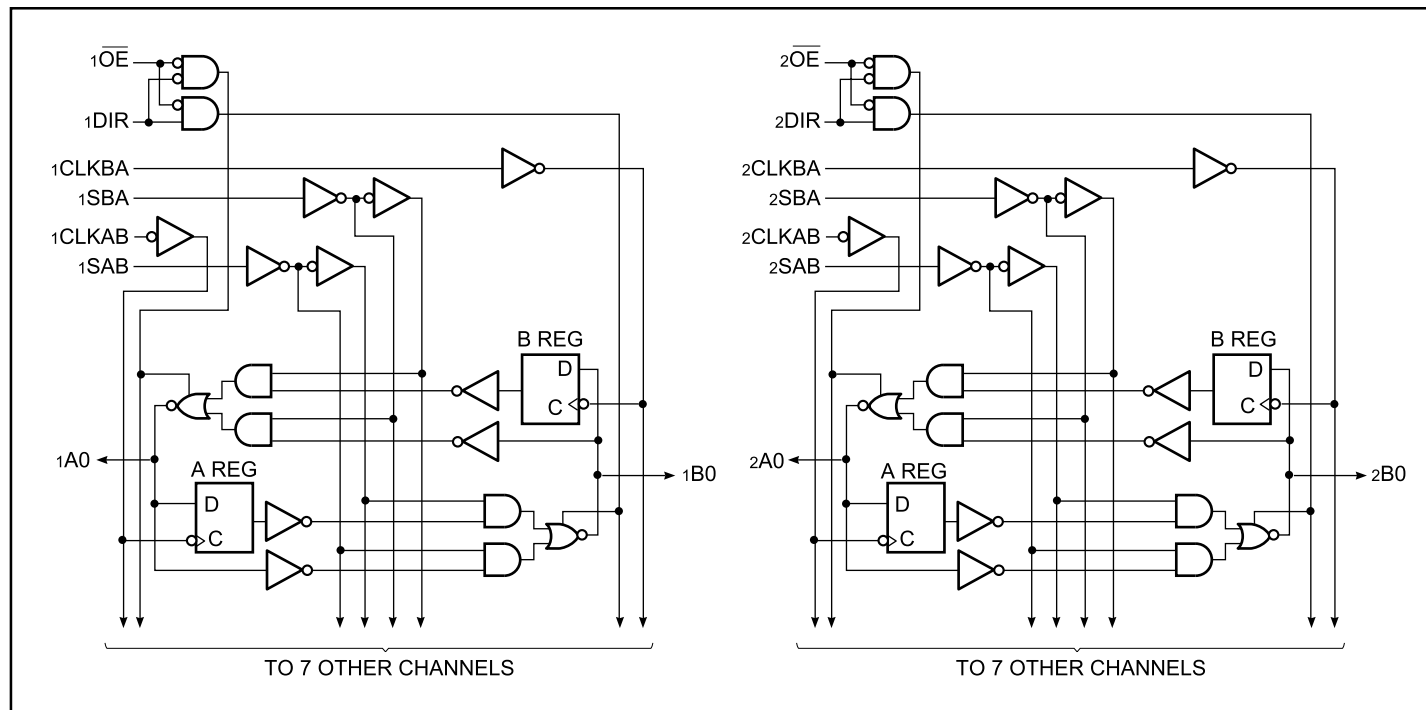 1OE
1DIR
1CLKBA
1SBA
1CLKAB
1SAB
B REG
D
C
1A0
A REG
D
C
1B0
TO 7 OTHER CHANNELS
2OE
2DIR
2CLKBA
2SBA
2CLKAB
2SAB
B REG
D
C
2A0
A REG
D
C
2B0
TO 7 OTHER CHANNELS